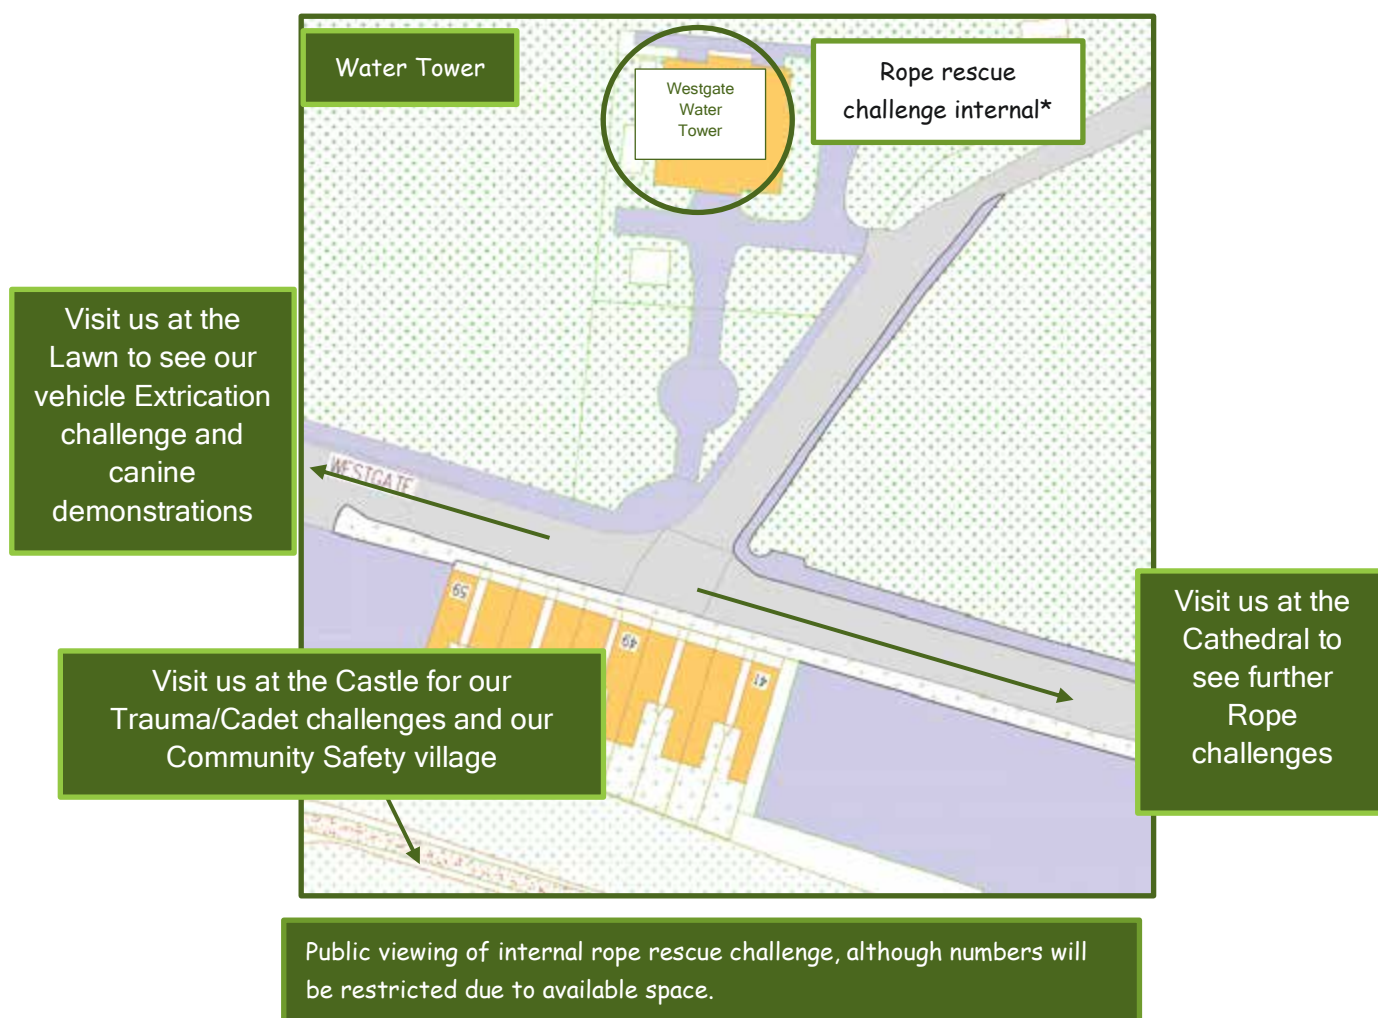 Water Tower
Westgate
Water
Tower
Rope rescue
challenge internal*
Visit us at the
Lawn to see our
vehicle Extrication
challenge and
canine
demonstrations
WESTGATE
59
49
41
Visit us at the Castle for our
Trauma/Cadet challenges and our
Community Safety village
Visit us at the
Cathedral to
see further
Rope
challenges
Public viewing of internal rope rescue challenge, although numbers will
be restricted due to available space.